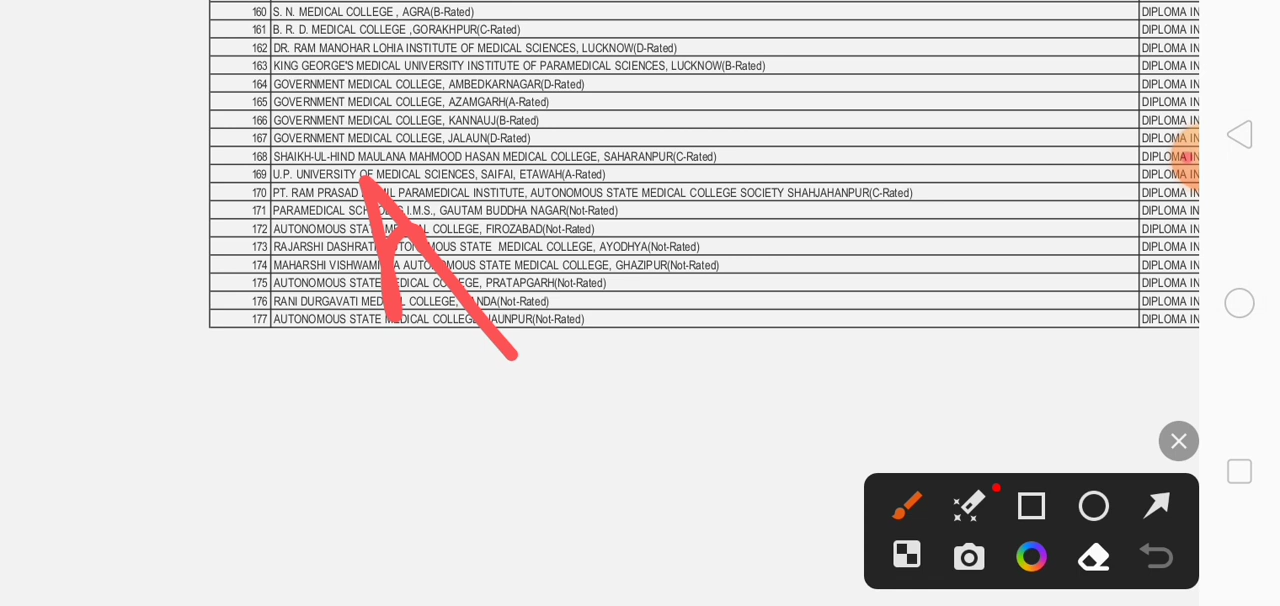 160 S. N. MEDICAL COLLEGE , AGRA(B-Rated) DIPLOMA IN
161 B. R. D. MEDICAL COLLEGE ,GORAKHPUR(C-Rated) DIPLOMA IN
162 DR. RAM MANOHAR LOHIA INSTITUTE OF MEDICAL SCIENCES, LUCKNOW(D-Rated) DIPLOMA IN
163 KING GEORGE'S MEDICAL UNIVERSITY INSTITUTE OF PARAMEDICAL SCIENCES, LUCKNOW(B-Rated) DIPLOMA IN
164 GOVERNMENT MEDICAL COLLEGE, AMBEDKARNAGAR(D-Rated) DIPLOMA IN
165 GOVERNMENT MEDICAL COLLEGE, AZAMGARH(A-Rated) DIPLOMA IN
166 GOVERNMENT MEDICAL COLLEGE, KANNAUJ(B-Rated) DIPLOMA IN
167 GOVERNMENT MEDICAL COLLEGE, JALAUN(D-Rated) DIPLOMA IN
168 SHAIKH-UL-HIND MAULANA MAHMOOD HASAN MEDICAL COLLEGE, SAHARANPUR(C-Rated) DIPLOMA IN
169 U.P. UNIVERSITY OF MEDICAL SCIENCES, SAIFAI, ETAWAH(A-Rated) DIPLOMA IN
170 PT. RAM PRASAD PARAMEDICAL INSTITUTE, AUTONOMOUS STATE MEDICAL COLLEGE SOCIETY SHAHJAHANPUR(C-Rated) DIPLOMA IN
171 PARAMEDICAL I.M.S., GAUTAM BUDDHA NAGAR(Not-Rated) DIPLOMA IN
172 AUTONOMOUS STATE MEDICAL COLLEGE, FIROZABAD(Not-Rated) DIPLOMA IN
173 RAJARSHI DASHRATH AUTONOMOUS STATE MEDICAL COLLEGE, AYODHYA(Not-Rated) DIPLOMA IN
174 MAHARSHI VISHWAMITRA AUTONOMOUS STATE MEDICAL COLLEGE, GHAZIPUR(Not-Rated) DIPLOMA IN
175 AUTONOMOUS STATE MEDICAL COLLEGE, PRATAPGARH(Not-Rated) DIPLOMA IN
176 RANI DURGAVATI MEDICAL COLLEGE, BANDA(Not-Rated) DIPLOMA IN
177 AUTONOMOUS STATE MEDICAL COLLEGE, JAUNPUR(Not-Rated) DIPLOMA IN